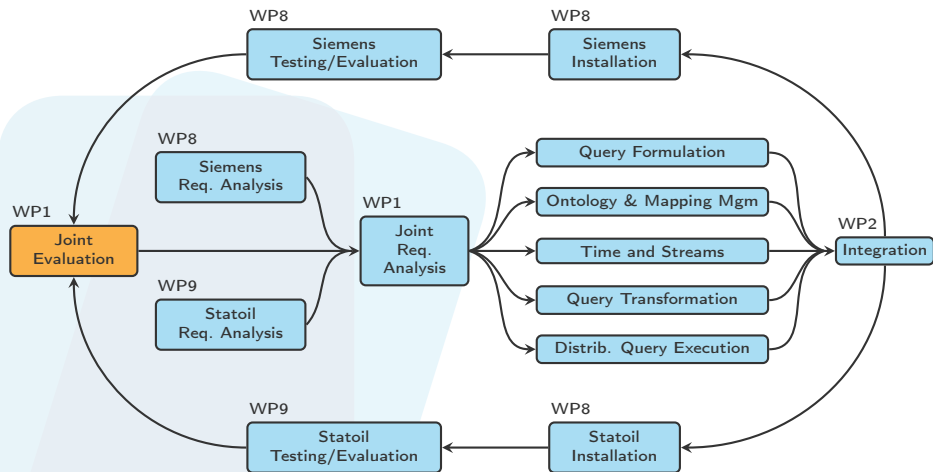 WP8
Siemens
Testing/Evaluation
WP8
Siemens
Installation
WP8
Siemens
Req. Analysis
WP1
Joint
Evaluation
WP9
Statoil
Req. Analysis
WP1
Joint
Req.
Analysis
Query Formulation
Ontology & Mapping Mgm
Time and Streams
Query Transformation
Distrib. Query Execution
WP2
Integration
WP9
Statoil
Testing/Evaluation
WP8
Statoil
Installation